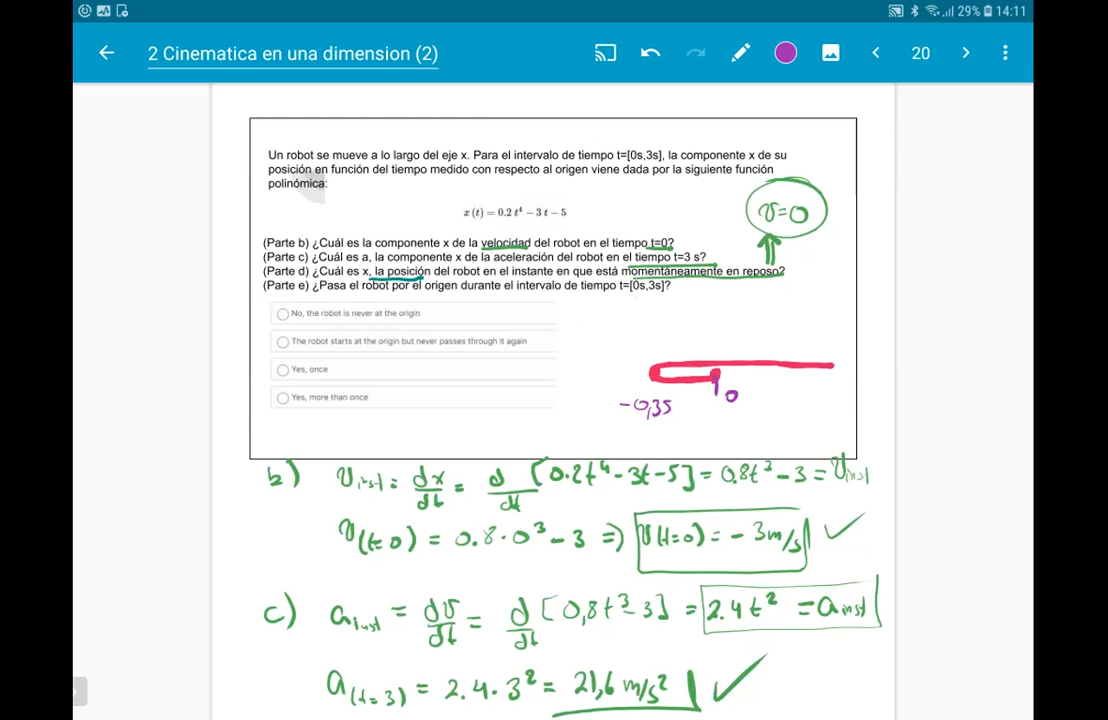 29% 14:11
2 Cinematica en una dimension (2)
20
Un robot se mueve a lo largo del eje x. Para el intervalo de tiempo t=[0s,3s], la componente x de su
posición en función del tiempo medido con respecto al origen viene dada por la siguiente función
polinómica:
x (t) = 0.2 t⁴ − 3 t − 5
v=0
(Parte b) ¿Cuál es la componente x de la velocidad del robot en el tiempo t=0?
(Parte c) ¿Cuál es a, la componente x de la aceleración del robot en el tiempo t=3 s?
(Parte d) ¿Cuál es x, la posición del robot en el instante en que está momentáneamente en reposo?
(Parte e) ¿Pasa el robot por el origen durante el intervalo de tiempo t=[0s,3s]?
No, the robot is never at the origin
The robot starts at the origin but never passes through it again
Yes, once
Yes, more than once
-0,35 0
b) v inst = dx/dt = d/dt [0.2t⁴ - 3t - 5] = 0.8t³ - 3 = v inst
v(t=0) = 0.8 · 0³ - 3 => v(t=0) = - 3m/s
c) a inst = dv/dt = d/dt [0,8t³ - 3] = 2.4t² = a inst
a(t=3) = 2.4 · 3² = 21,6 m/s²